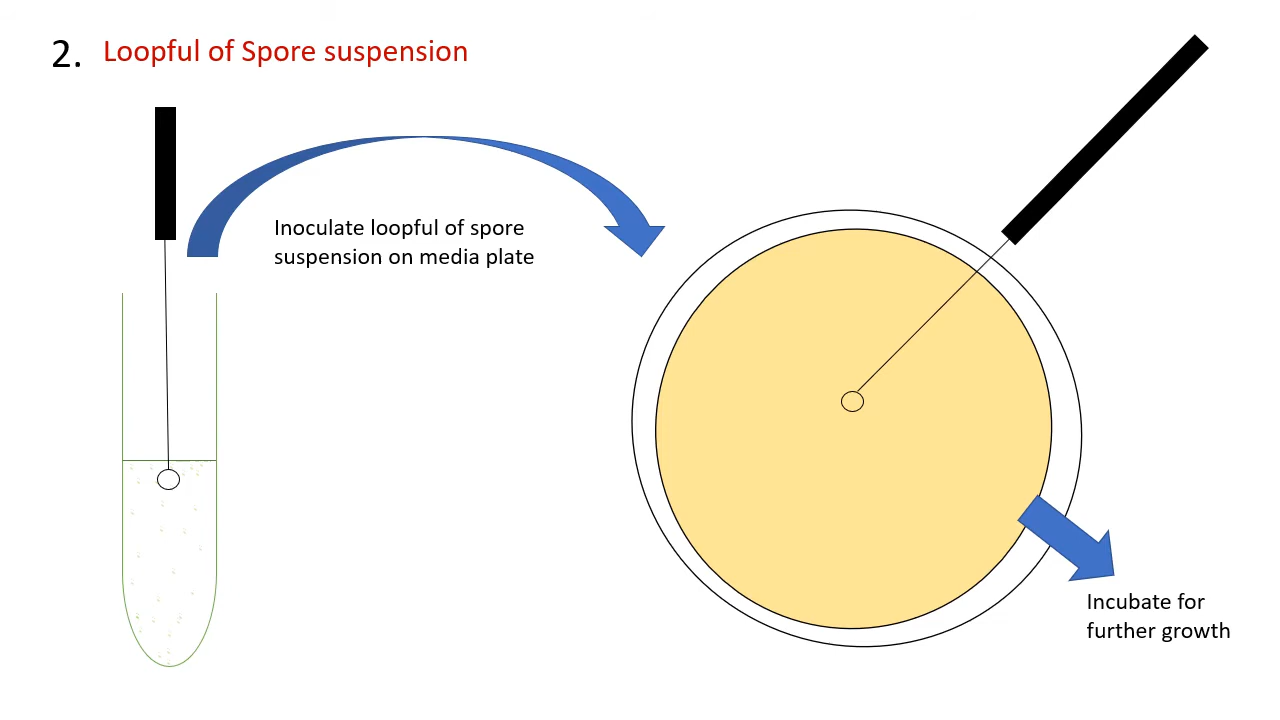 2. Loopful of Spore suspension
Inoculate loopful of spore
suspension on media plate
Incubate for
further growth